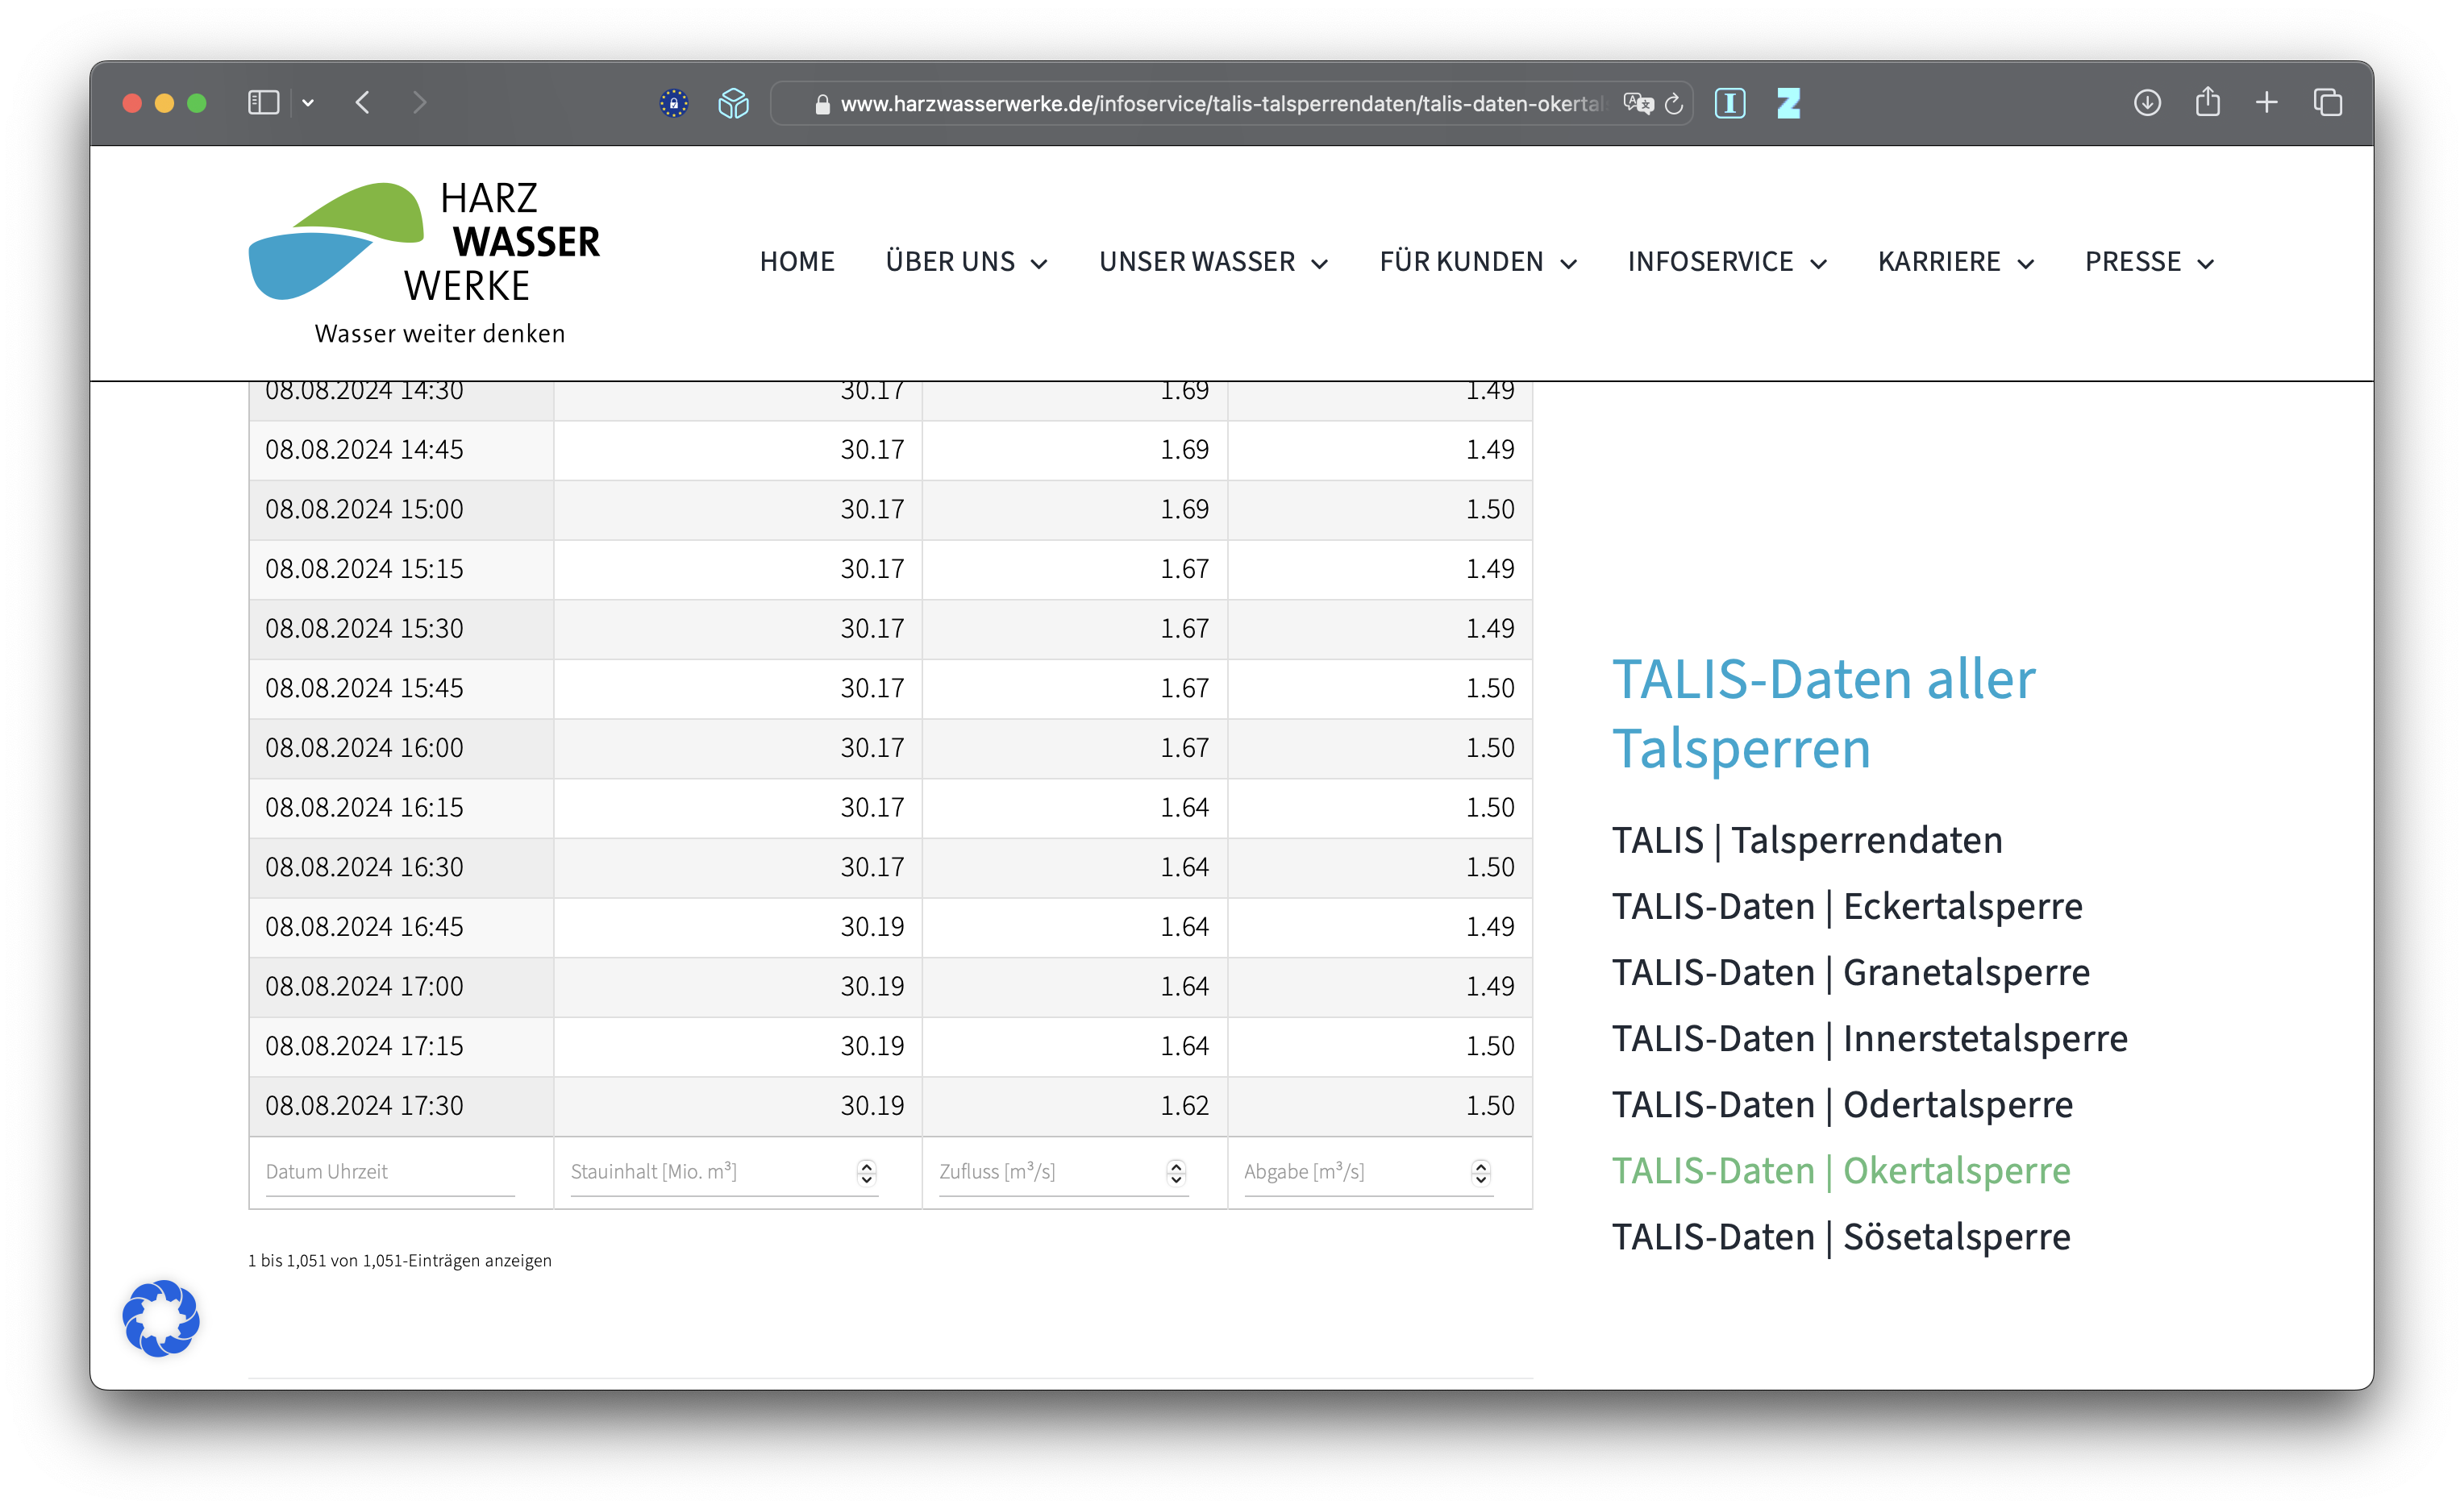 www.harzwasserwerke.de/infoservice/talis-talsperrendaten/talis-daten-okertal
HARZ
WASSER
WERKE
Wasser weiter denken
HOME ÜBER UNS UNSER WASSER FÜR KUNDEN INFOSERVICE KARRIERE PRESSE
08.08.2024 14:30 30.17 1.69 1.49
08.08.2024 14:45 30.17 1.69 1.49
08.08.2024 15:00 30.17 1.69 1.50
08.08.2024 15:15 30.17 1.67 1.49
08.08.2024 15:30 30.17 1.67 1.49
08.08.2024 15:45 30.17 1.67 1.50
08.08.2024 16:00 30.17 1.67 1.50
08.08.2024 16:15 30.17 1.64 1.50
08.08.2024 16:30 30.17 1.64 1.50
08.08.2024 16:45 30.19 1.64 1.49
08.08.2024 17:00 30.19 1.64 1.49
08.08.2024 17:15 30.19 1.64 1.50
08.08.2024 17:30 30.19 1.62 1.50
Datum Uhrzeit Stauinhalt [Mio. m³] Zufluss [m³/s] Abgabe [m³/s]
1 bis 1,051 von 1,051-Einträgen anzeigen
TALIS-Daten aller
Talsperren
TALIS | Talsperrendaten
TALIS-Daten | Eckertalsperre
TALIS-Daten | Granetalsperre
TALIS-Daten | Innerstetalsperre
TALIS-Daten | Odertalsperre
TALIS-Daten | Okertalsperre
TALIS-Daten | Sösetalsperre